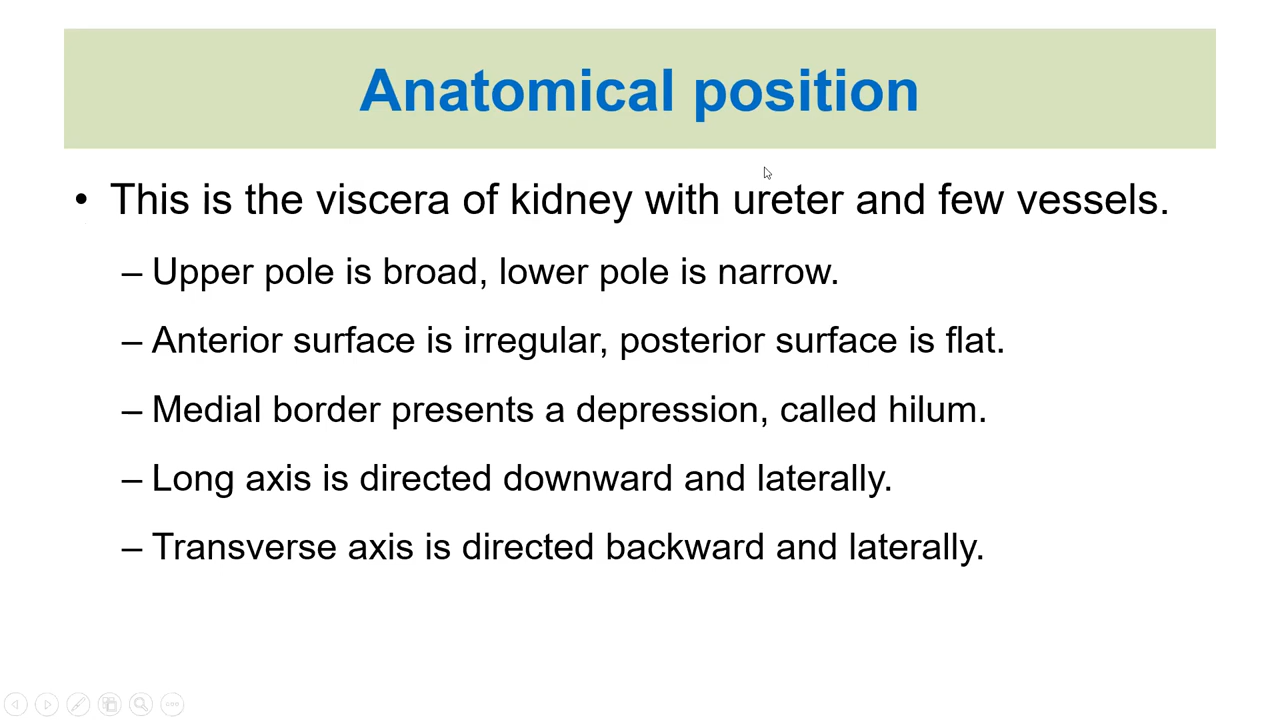 Anatomical position
• This is the viscera of kidney with ureter and few vessels.
– Upper pole is broad, lower pole is narrow.
– Anterior surface is irregular, posterior surface is flat.
– Medial border presents a depression, called hilum.
– Long axis is directed downward and laterally.
– Transverse axis is directed backward and laterally.